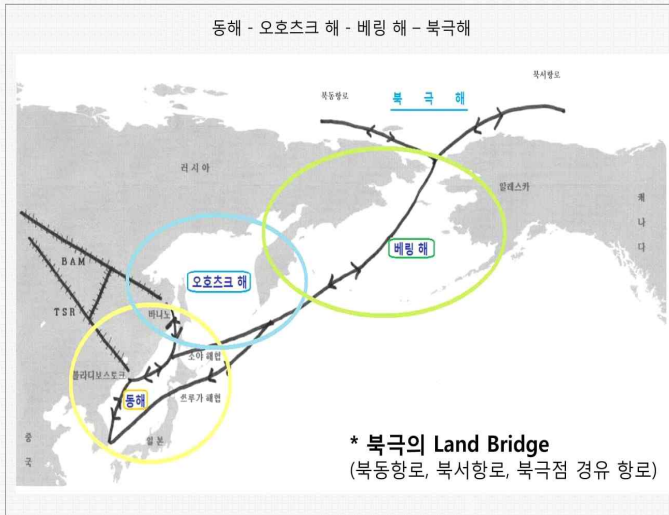 동해 - 오호츠크 해 - 베링 해 – 북극해
북서항로
북동항로
북 극 해
러시아
알래스카
캐나다
베링 해
BAM
오호츠크 해
TSR
바니노
소야 해협
블라디보스토크
쓰루가 해협
동해
일본
중국
* 북극의 Land Bridge
(북동항로, 북서항로, 북극점 경유 항로)